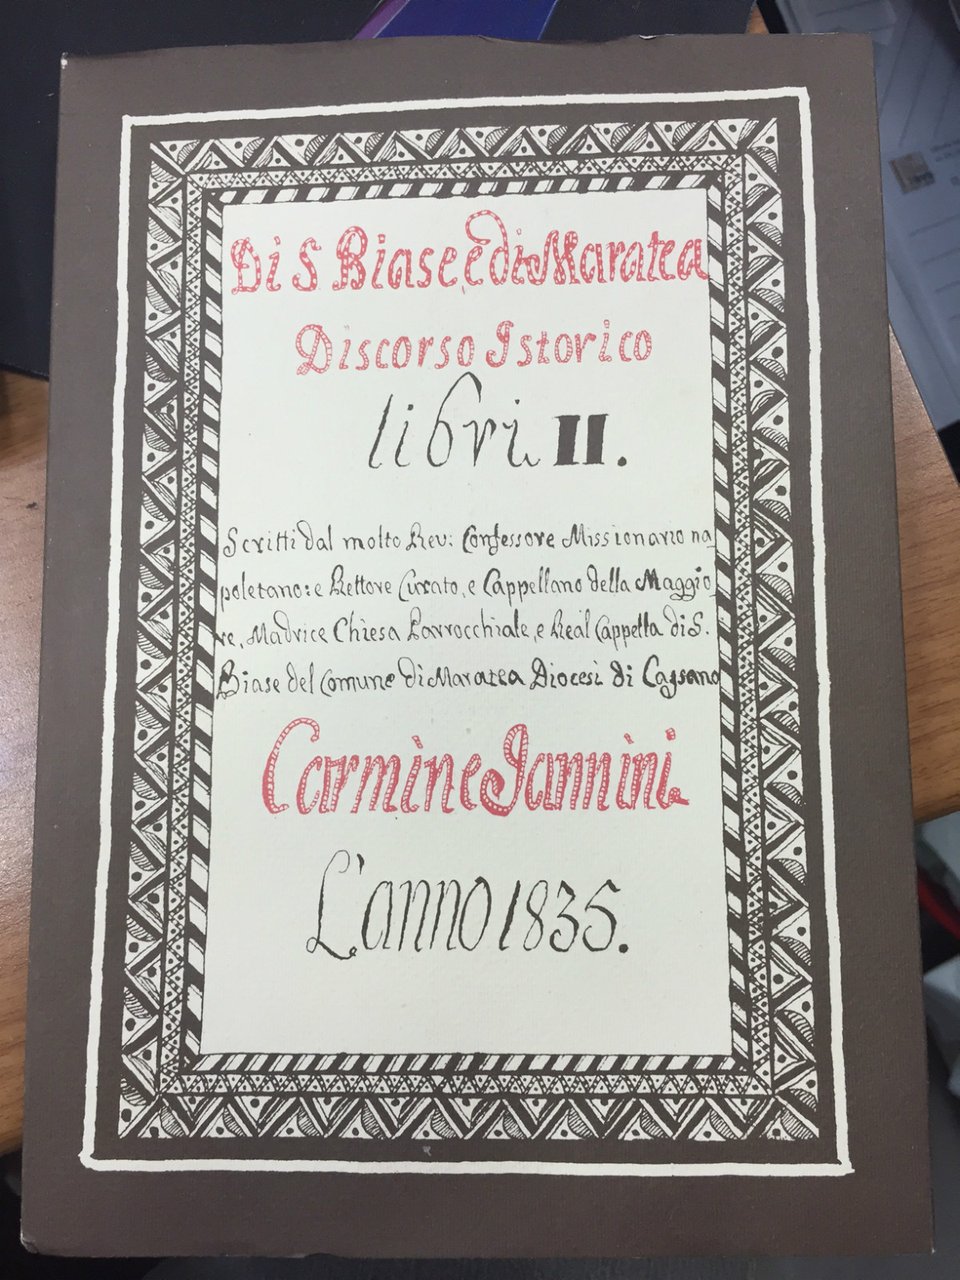 Di S Biase, e di Maratea
Discorso Istorico
libri II.
Scritti dal molto Rev: Confessore Missionario na
poletano: e Rettore Currato, e Cappellano della Maggio
re, Madrice Chiesa Parrocchiale, e Real Cappella di S.
Biase del Comune di Maratea Diocesi di Cassano
Carmine Iannini
L'anno 1835.